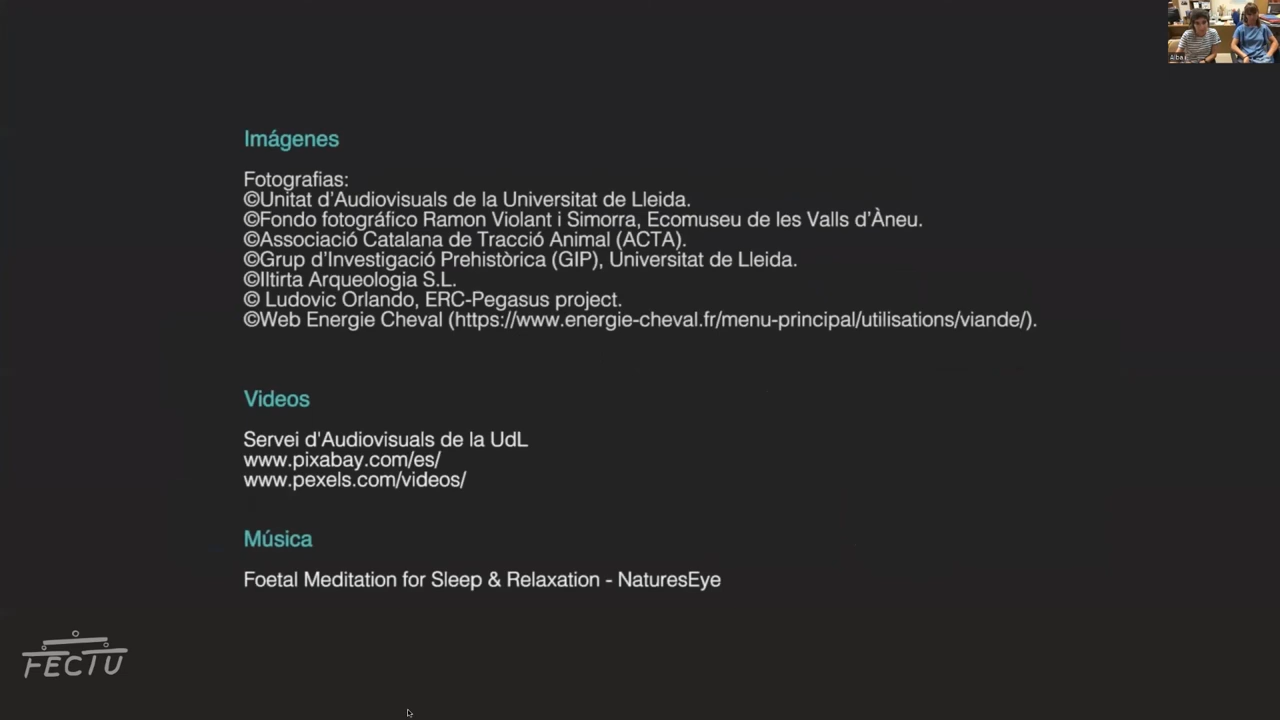 Alba
Imágenes
Fotografias:
©Unitat d'Audiovisuals de la Universitat de Lleida.
©Fondo fotográfico Ramon Violant i Simorra, Ecomuseu de les Valls d'Àneu.
©Associació Catalana de Tracció Animal (ACTA).
©Grup d'Investigació Prehistòrica (GIP), Universitat de Lleida.
©Iltirta Arqueologia S.L.
© Ludovic Orlando, ERC-Pegasus project.
©Web Energie Cheval (https://www.energie-cheval.fr/menu-principal/utilisations/viande/).
Videos
Servei d'Audiovisuals de la UdL
www.pixabay.com/es/
www.pexels.com/videos/
Música
Foetal Meditation for Sleep & Relaxation - NaturesEye
FECTU